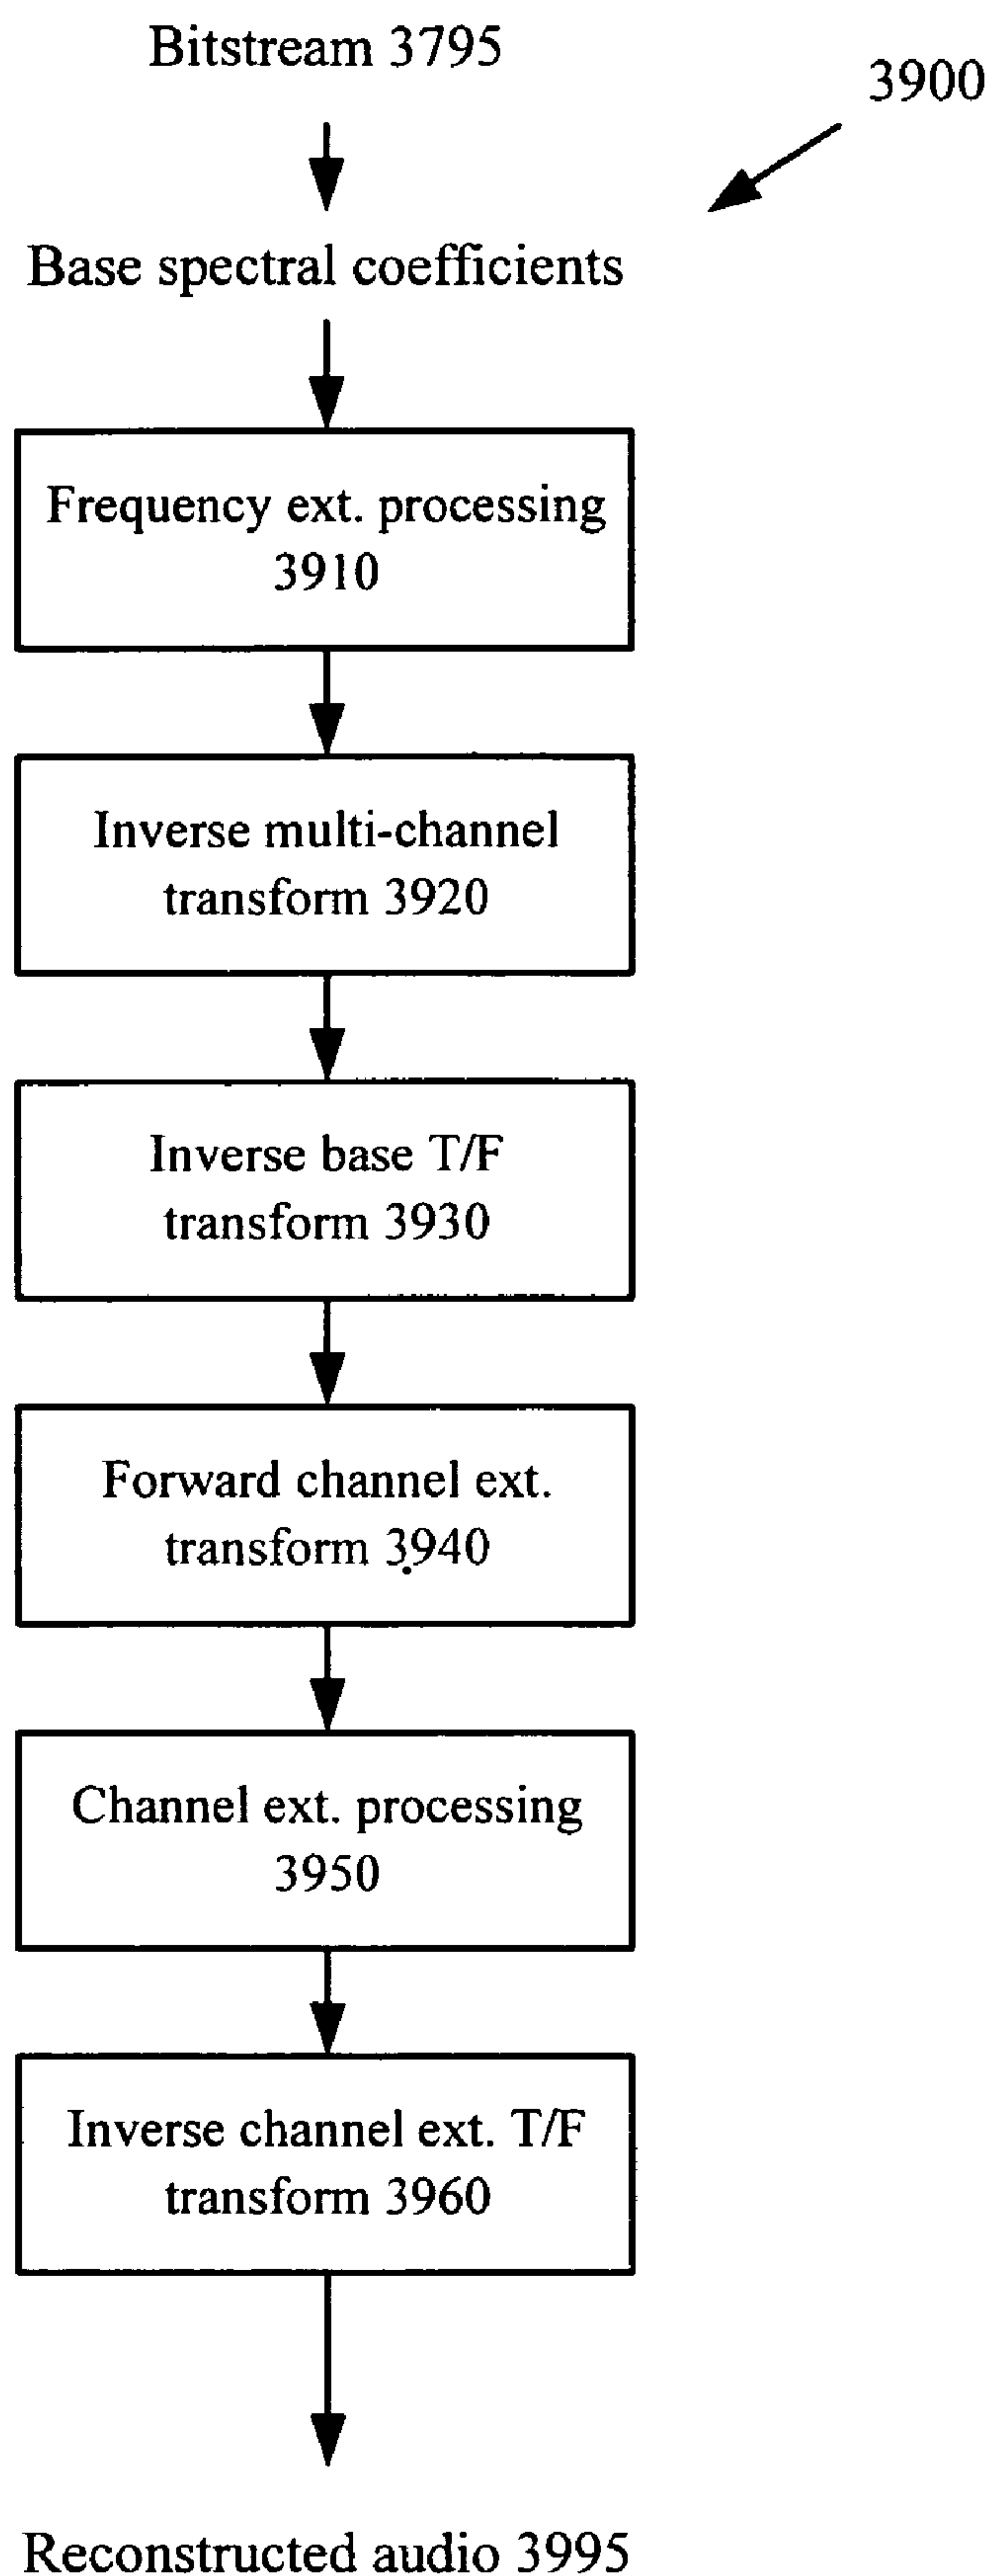 Bitstream 3795
3900
Base spectral coefficients
Frequency ext. processing
3910
Inverse multi-channel
transform 3920
Inverse base T/F
transform 3930
Forward channel ext.
transform 3940
Channel ext. processing
3950
Inverse channel ext. T/F
transform 3960
Reconstructed audio 3995